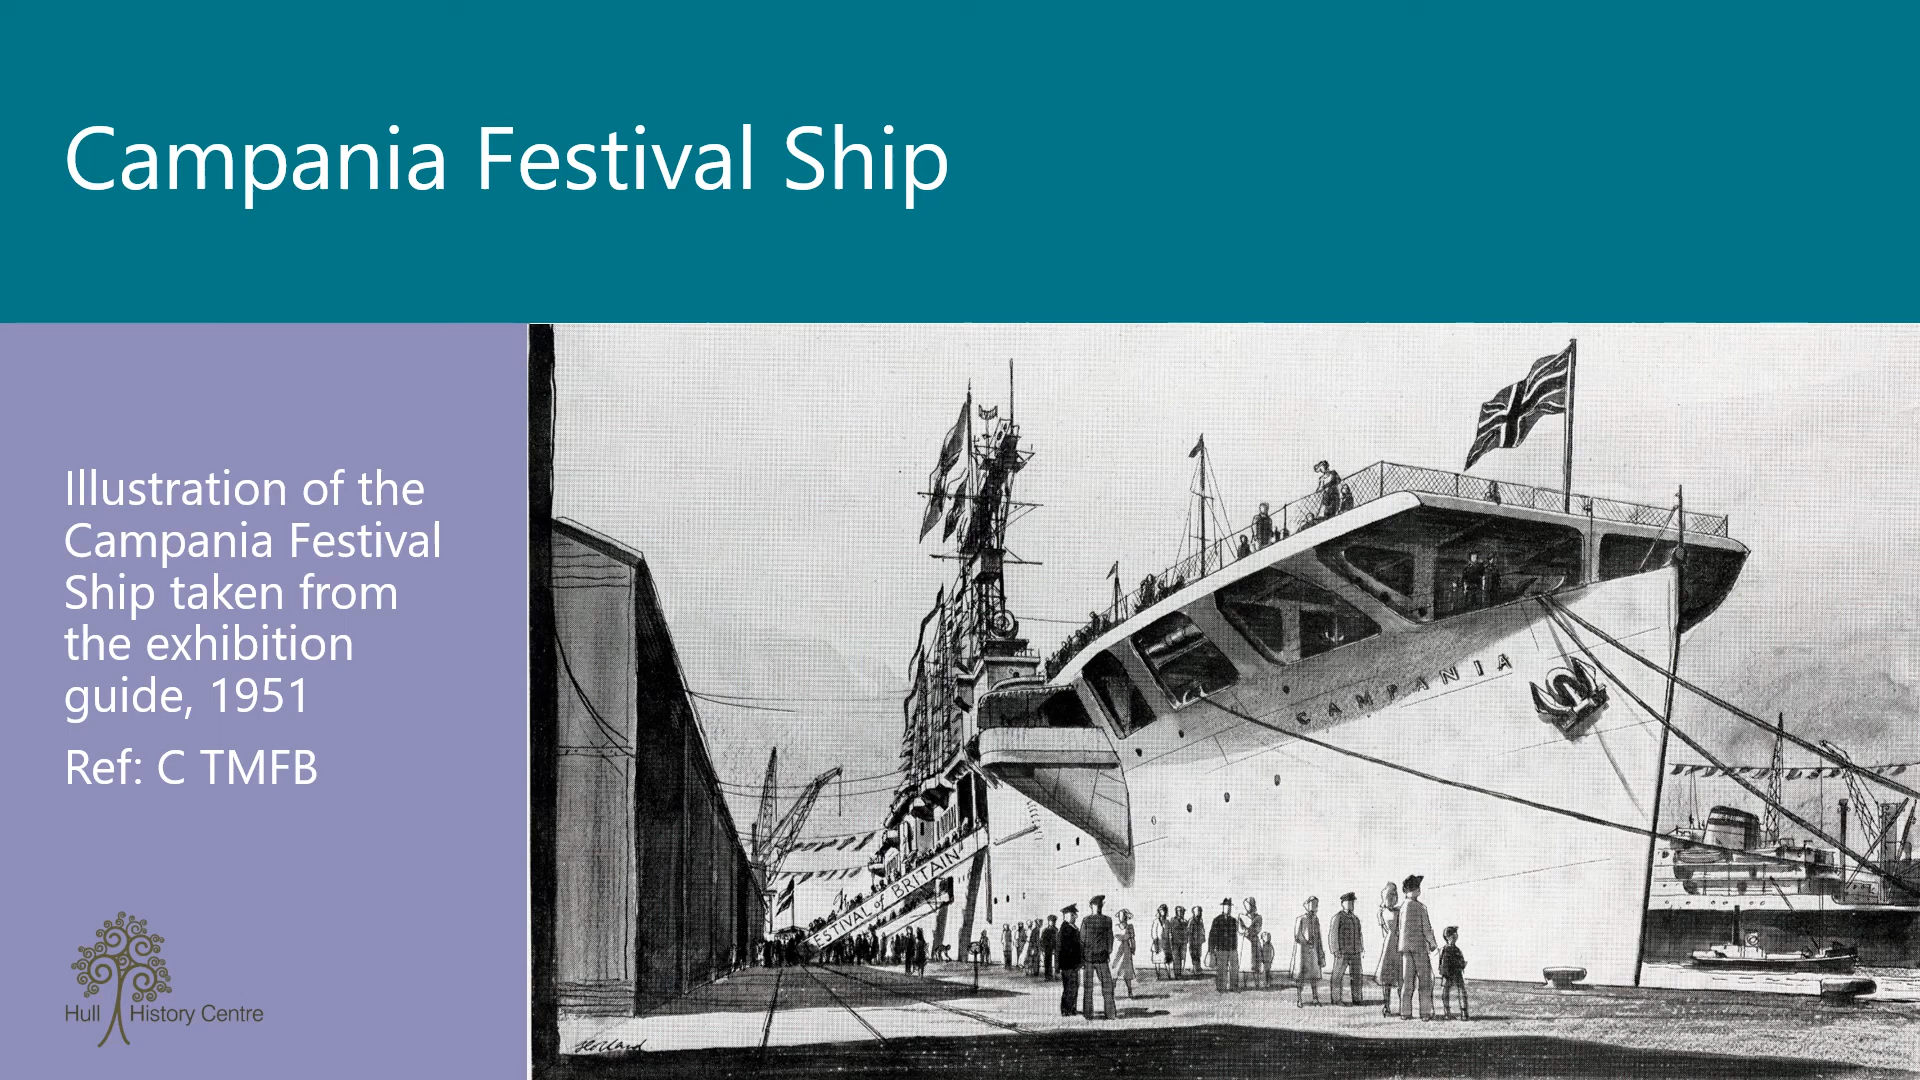 Campania Festival Ship
Illustration of the
Campania Festival
Ship taken from
the exhibition
guide, 1951
Ref: C TMFB
Hull History Centre
CAMPANIA
FESTIVAL of BRITAIN
Holland